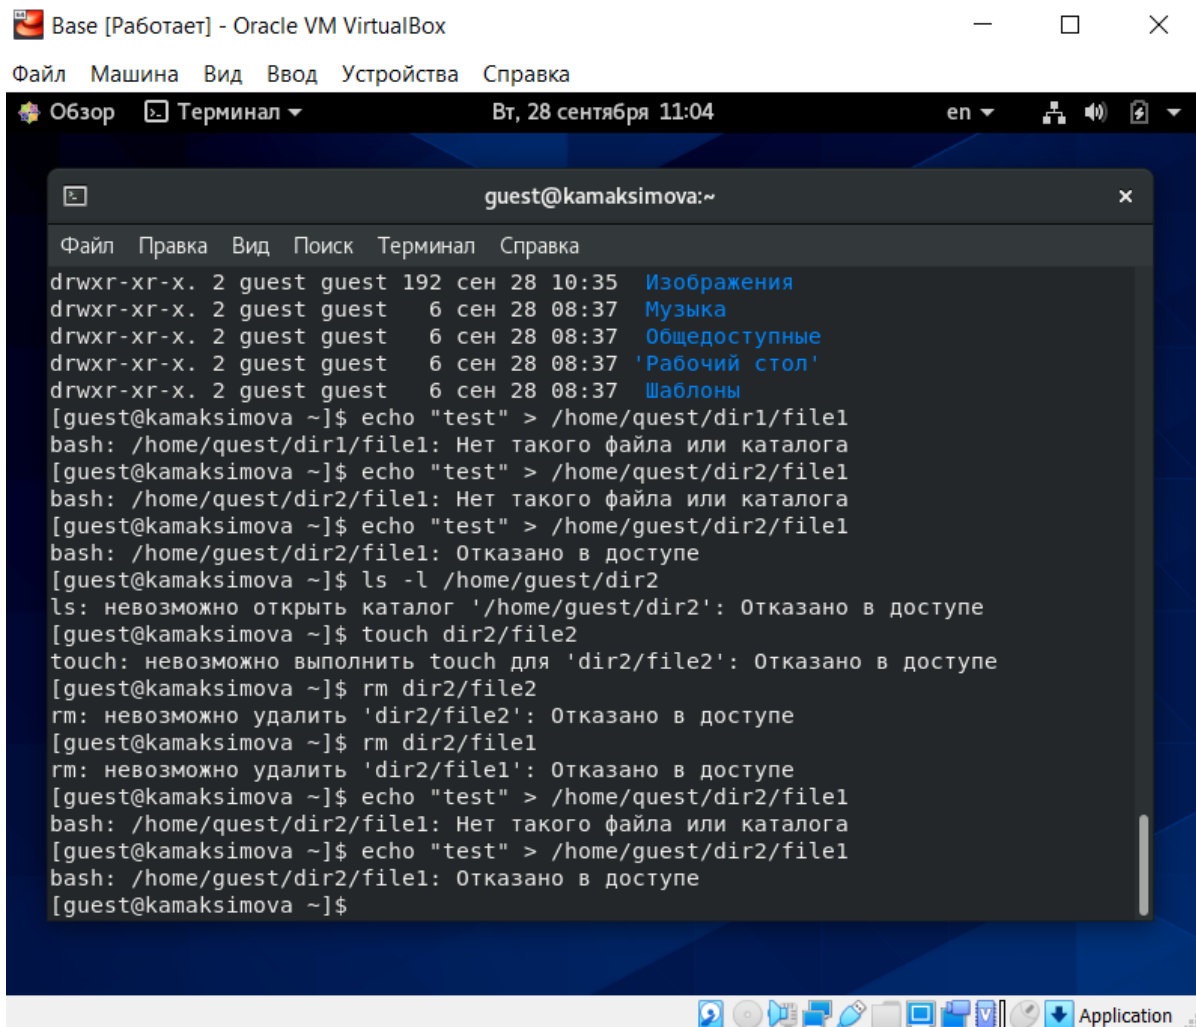 Base [Работает] - Oracle VM VirtualBox
Файл Машина Вид Ввод Устройства Справка
Обзор Терминал Вт, 28 сентября 11:04 en
guest@kamaksimova:~
Файл Правка Вид Поиск Терминал Справка
drwxr-xr-x. 2 guest guest 192 сен 28 10:35 Изображения
drwxr-xr-x. 2 guest guest 6 сен 28 08:37 Музыка
drwxr-xr-x. 2 guest guest 6 сен 28 08:37 Общедоступные
drwxr-xr-x. 2 guest guest 6 сен 28 08:37 'Рабочий стол'
drwxr-xr-x. 2 guest guest 6 сен 28 08:37 Шаблоны
[guest@kamaksimova ~]$ echo "test" > /home/quest/dir1/file1
bash: /home/quest/dir1/file1: Нет такого файла или каталога
[guest@kamaksimova ~]$ echo "test" > /home/quest/dir2/file1
bash: /home/quest/dir2/file1: Нет такого файла или каталога
[guest@kamaksimova ~]$ echo "test" > /home/guest/dir2/file1
bash: /home/guest/dir2/file1: Отказано в доступе
[guest@kamaksimova ~]$ ls -l /home/guest/dir2
ls: невозможно открыть каталог '/home/guest/dir2': Отказано в доступе
[guest@kamaksimova ~]$ touch dir2/file2
touch: невозможно выполнить touch для 'dir2/file2': Отказано в доступе
[guest@kamaksimova ~]$ rm dir2/file2
rm: невозможно удалить 'dir2/file2': Отказано в доступе
[guest@kamaksimova ~]$ rm dir2/file1
rm: невозможно удалить 'dir2/file1': Отказано в доступе
[guest@kamaksimova ~]$ echo "test" > /home/quest/dir2/file1
bash: /home/quest/dir2/file1: Нет такого файла или каталога
[guest@kamaksimova ~]$ echo "test" > /home/guest/dir2/file1
bash: /home/guest/dir2/file1: Отказано в доступе
[guest@kamaksimova ~]$
Application